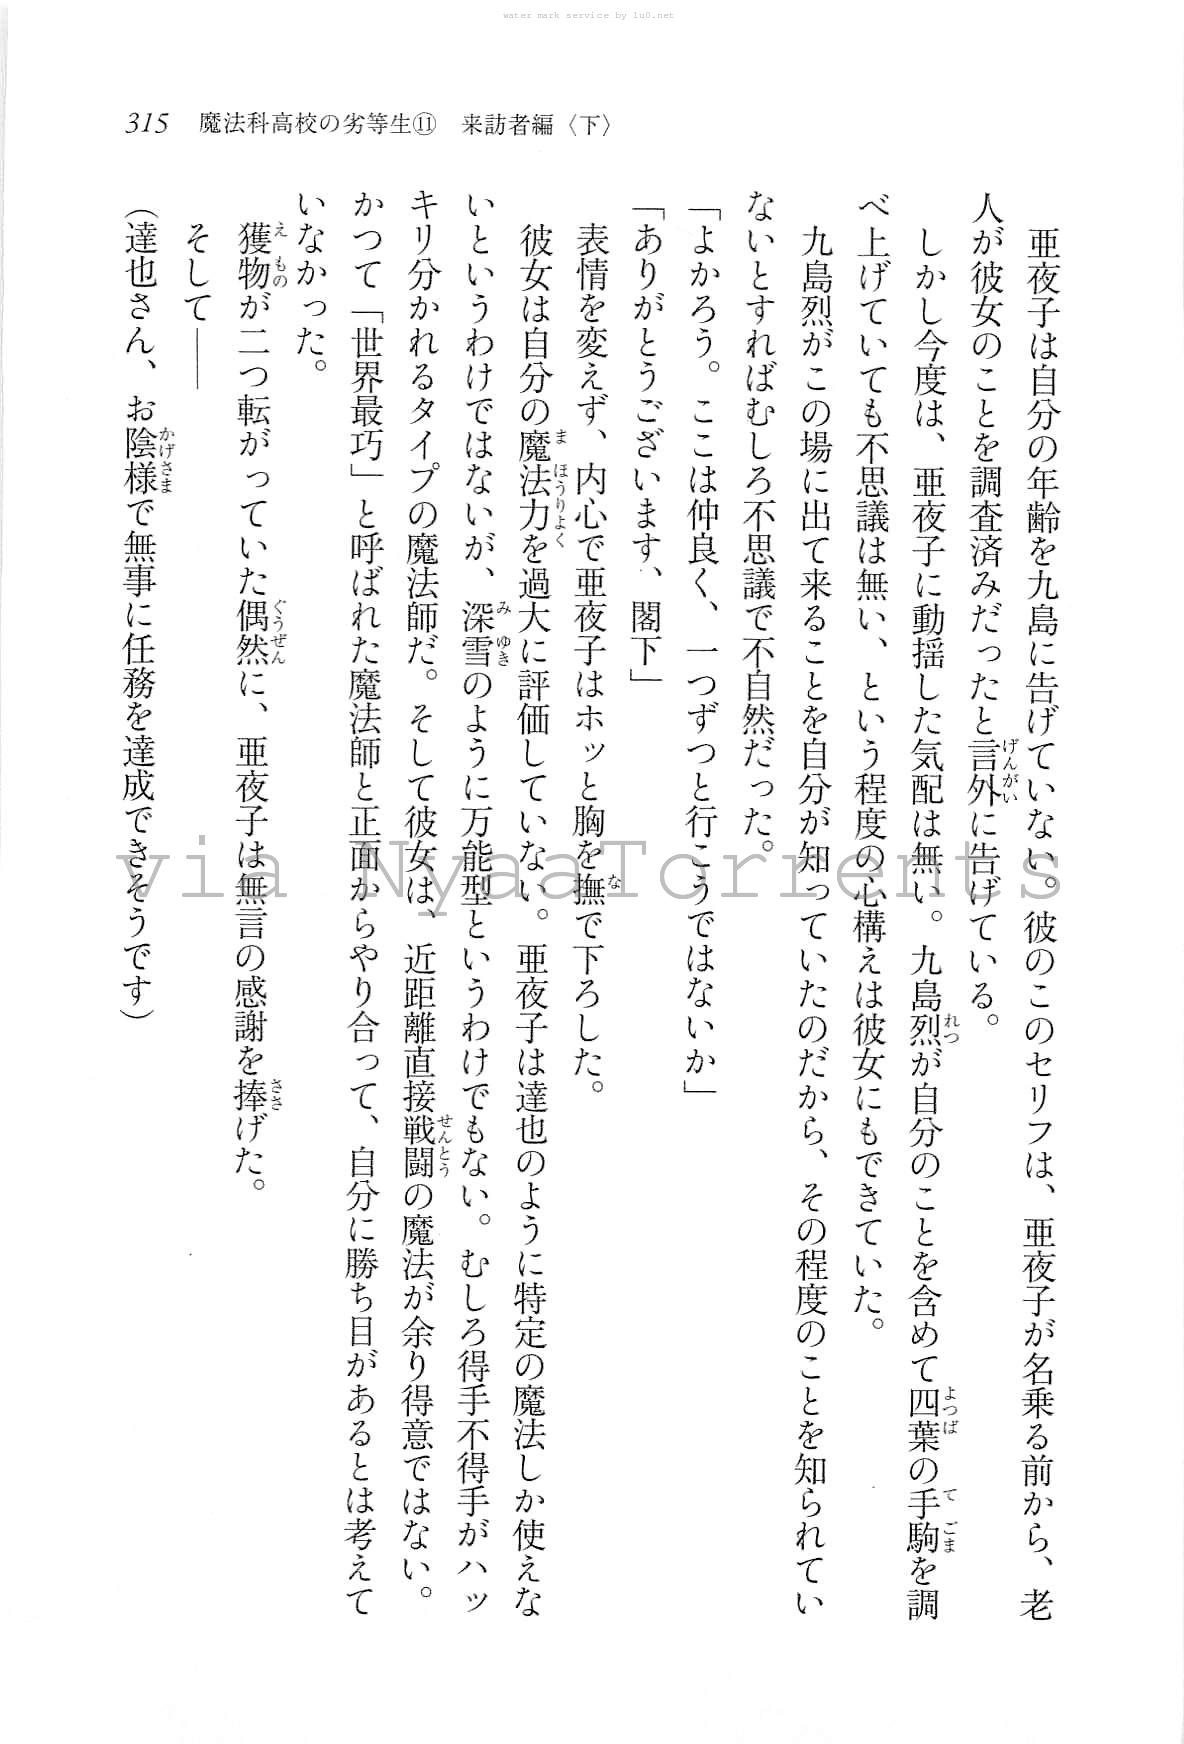 water mark service by lu0.net
315 魔法科高校の劣等生⑪ 来訪者編〈下〉
亜夜子は自分の年齢を九島に告げていない。彼のこのセリフは、亜夜子が名乗る前から、老
人が彼女のことを調査済みだったと言外に告げている。
しかし今度は、亜夜子に動揺した気配は無い。九島烈が自分のことを含めて四葉の手駒を調
べ上げていても不思議は無い、という程度の心構えは彼女にもできていた。
九島烈がこの場に出て来ることを自分が知っていたのだから、その程度のことを知られてい
ないとすればむしろ不思議で不自然だった。
「よかろう。ここは仲良く、一つずつと行こうではないか」
「ありがとうございます、閣下」
表情を変えず、内心で亜夜子はホッと胸を撫で下ろした。
彼女は自分の魔法力を過大に評価していない。亜夜子は達也のように特定の魔法しか使えな
いというわけではないが、深雪のように万能型というわけでもない。むしろ得手不得手がハッ
キリ分かれるタイプの魔法師だ。そして彼女は、近距離直接戦闘の魔法が余り得意ではない。
かつて「世界最巧」と呼ばれた魔法師と正面からやり合って、自分に勝ち目があるとは考えて
いなかった。
獲物が二つ転がっていた偶然に、亜夜子は無言の感謝を捧げた。
そして――
(達也さん、お陰様で無事に任務を達成できそうです)
via NyaaTorrents